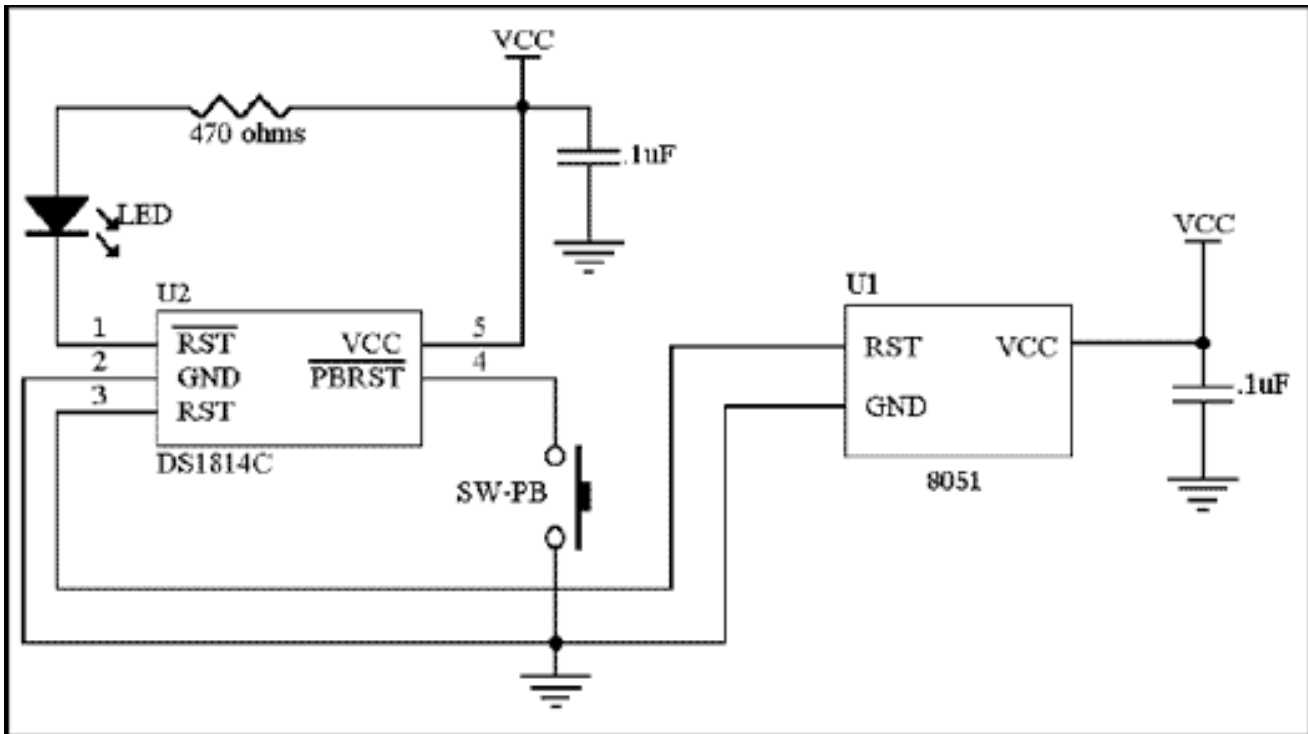 VCC
470 ohms
.1uF
LED
VCC
U2
U1
1
RST
VCC
5
2
GND
PBRST
4
3
RST
DS1814C
RST
VCC
GND
.1uF
8051
SW-PB